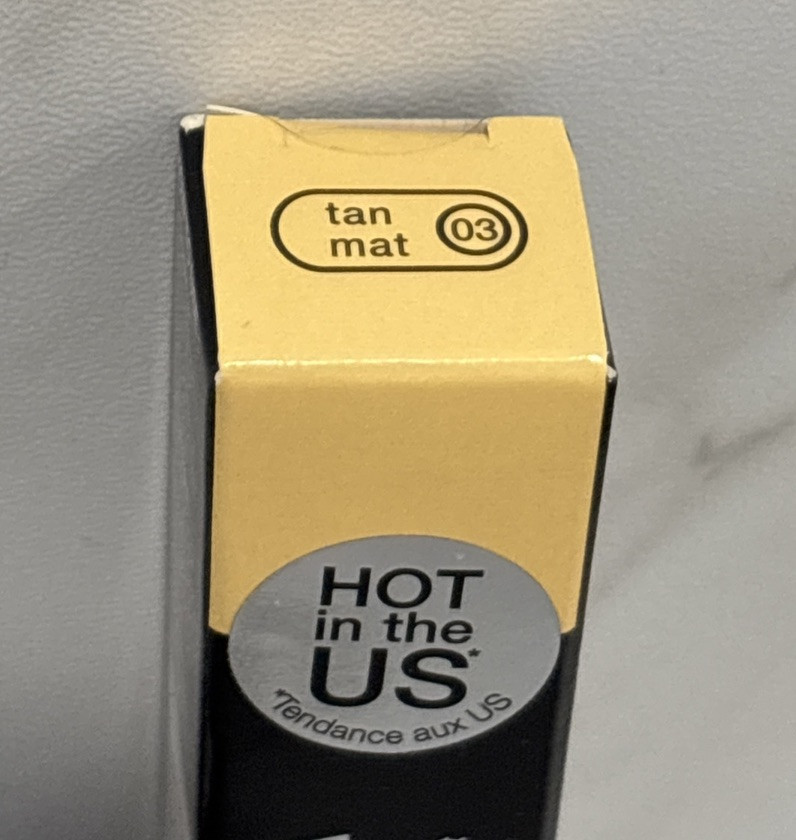 tan
mat 03
HOT
in the
US*
*Tendance aux US